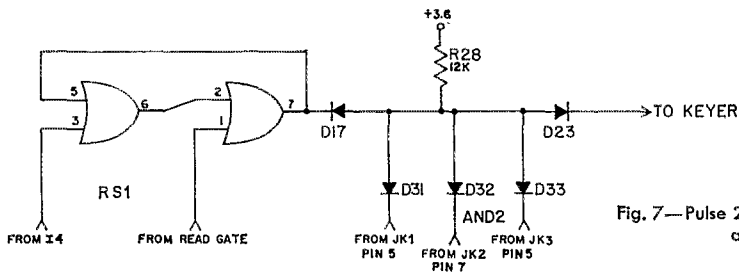 +3.6
R28
12K
5
6
2
7
3
1
D17
D23
TO KEYER
RS1
D31
D32
D33
AND2
FROM I4
FROM READ GATE
FROM JK1
PIN 5
FROM JK2
PIN 7
FROM JK3
PIN5
Fig. 7—Pulse 2